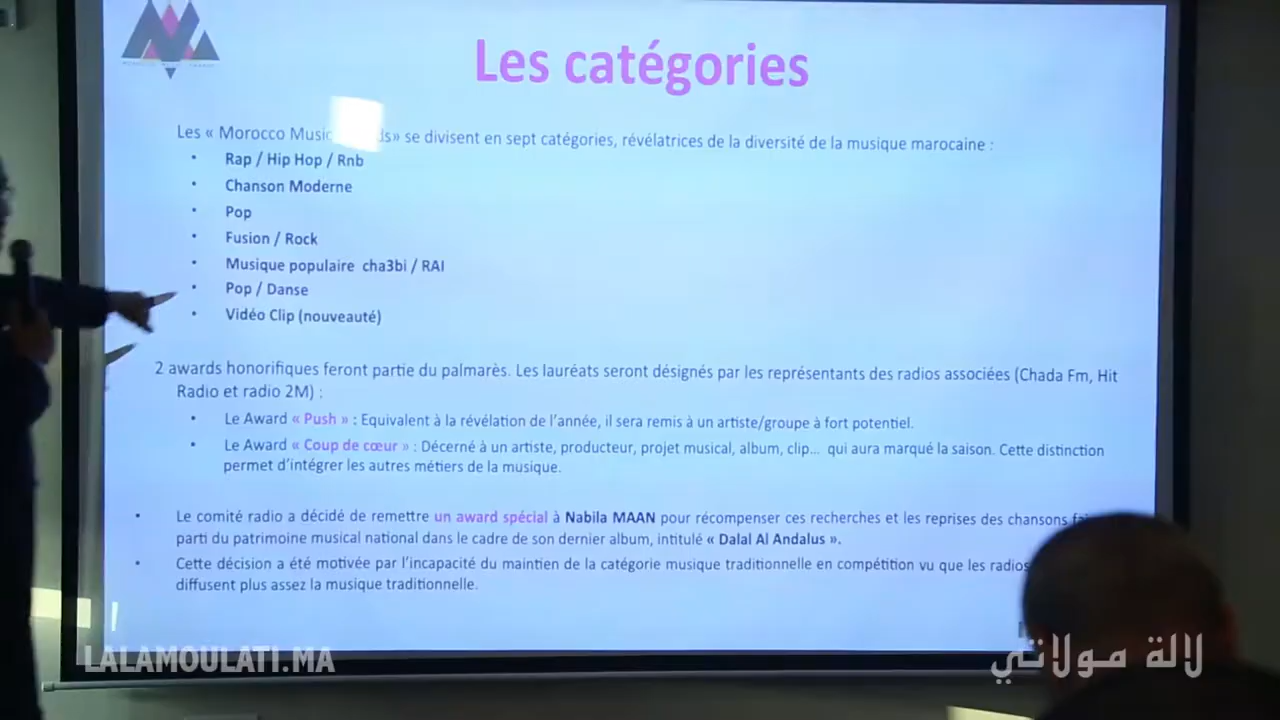 Les catégories
Les « Morocco Music ds» se divisent en sept catégories, révélatrices de la diversité de la musique marocaine :
• Rap / Hip Hop / Rnb
• Chanson Moderne
• Pop
• Fusion / Rock
• Musique populaire cha3bi / RAI
• Pop / Danse
• Vidéo Clip (nouveauté)
2 awards honorifiques feront partie du palmarès. Les lauréats seront désignés par les représentants des radios associées (Chada Fm, Hit
Radio et radio 2M) :
• Le Award « Push » : Equivalent à la révélation de l'année, il sera remis à un artiste/groupe à fort potentiel.
• Le Award « Coup de cœur » : Décerné à un artiste, producteur, projet musical, album, clip... qui aura marqué la saison. Cette distinction
permet d'intégrer les autres métiers de la musique.
• Le comité radio a décidé de remettre un award spécial à Nabila MAAN pour récompenser ces recherches et les reprises des chansons
parti du patrimoine musical national dans le cadre de son dernier album, intitulé « Dalal Al Andalus ».
• Cette décision a été motivée par l'incapacité du maintien de la catégorie musique traditionnelle en compétition vu que les radios
diffusent plus assez la musique traditionnelle.
LALAMOULATI.MA
لالة مولاتي